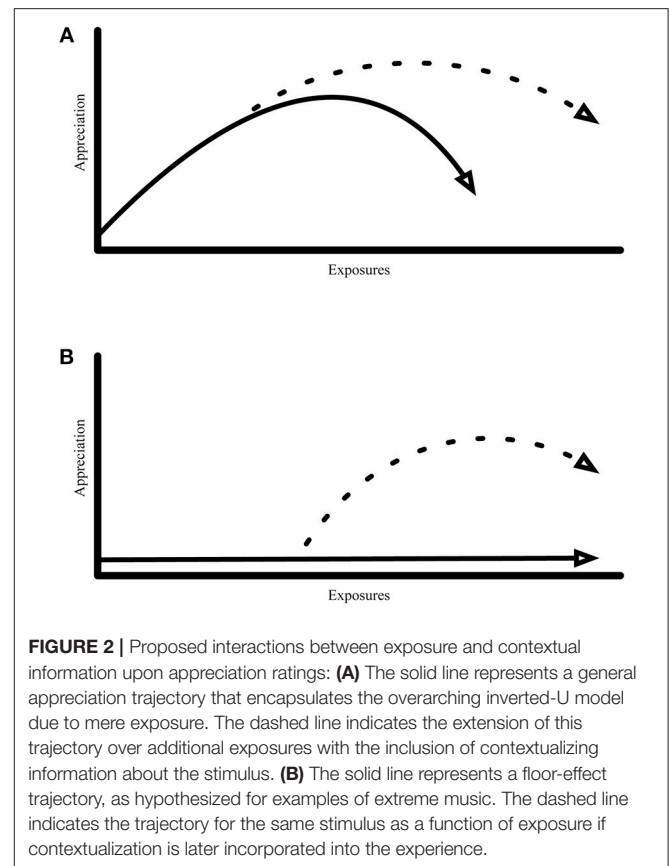 A
Appreciation
Exposures
B
Appreciation
Exposures
FIGURE 2 | Proposed interactions between exposure and contextual
information upon appreciation ratings: (A) The solid line represents a general
appreciation trajectory that encapsulates the overarching inverted-U model
due to mere exposure. The dashed line indicates the extension of this
trajectory over additional exposures with the inclusion of contextualizing
information about the stimulus. (B) The solid line represents a floor-effect
trajectory, as hypothesized for examples of extreme music. The dashed line
indicates the trajectory for the same stimulus as a function of exposure if
contextualization is later incorporated into the experience.